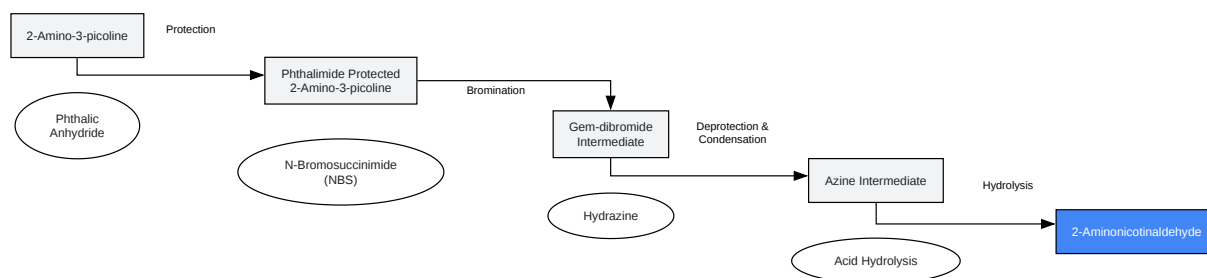 2-Amino-3-picoline
Protection
Phthalic
Anhydride
Phthalimide Protected
2-Amino-3-picoline
Bromination
N-Bromosuccinimide
(NBS)
Gem-dibromide
Intermediate
Deprotection &
Condensation
Hydrazine
Azine Intermediate
Hydrolysis
Acid Hydrolysis
2-Aminonicotinaldehyde